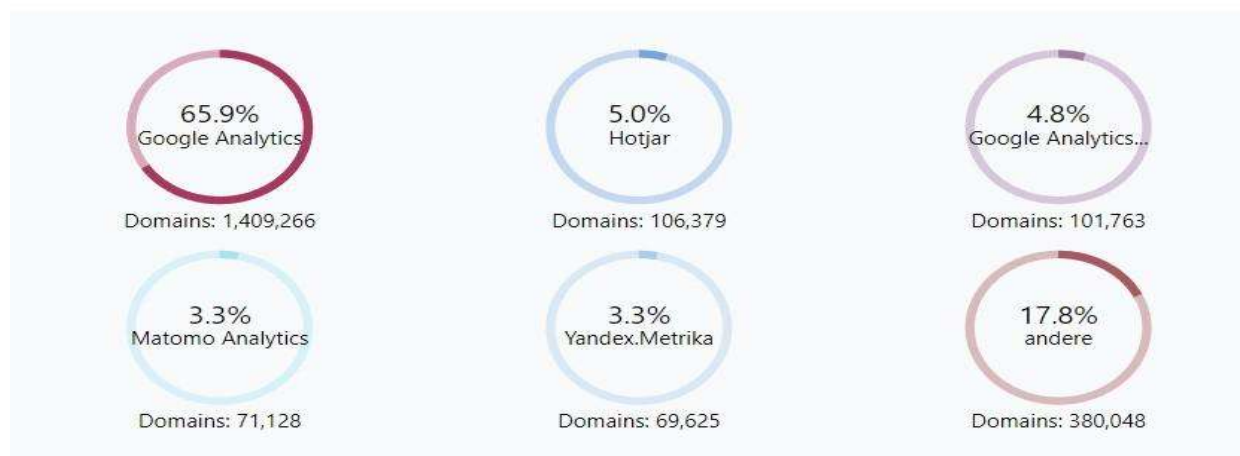 65.9%
Google Analytics
Domains: 1,409,266
5.0%
Hotjar
Domains: 106,379
4.8%
Google Analytics...
Domains: 101,763
3.3%
Matomo Analytics
Domains: 71,128
3.3%
Yandex.Metrika
Domains: 69,625
17.8%
andere
Domains: 380,048